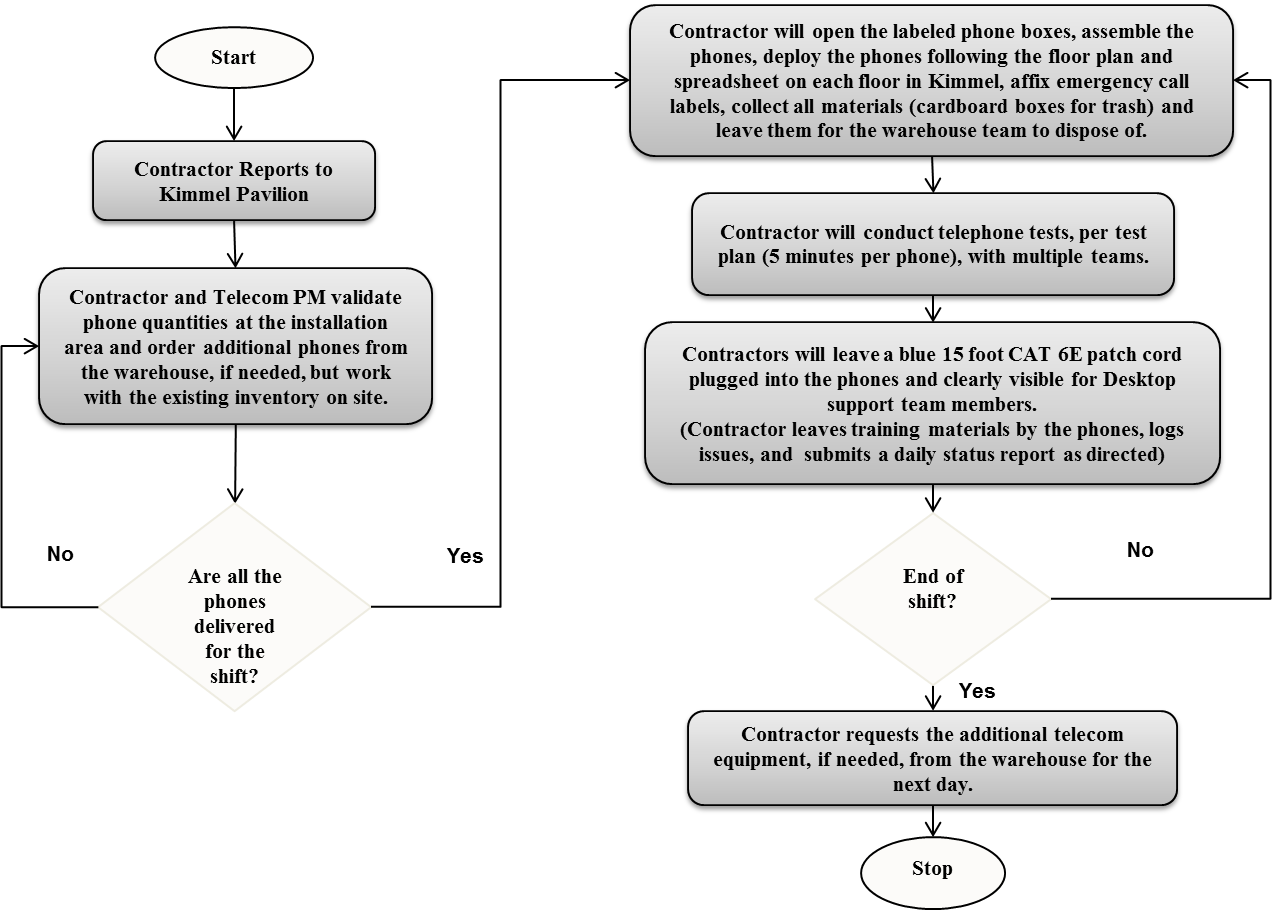 Start
Contractor Reports to
Kimmel Pavilion
Contractor and Telecom PM validate
phone quantities at the installation
area and order additional phones from
the warehouse, if needed, but work
with the existing inventory on site.
No
Yes
Are all the
phones
delivered
for the
shift?
Contractor will open the labeled phone boxes, assemble the
phones, deploy the phones following the floor plan and
spreadsheet on each floor in Kimmel, affix emergency call
labels, collect all materials (cardboard boxes for trash) and
leave them for the warehouse team to dispose of.
Contractor will conduct telephone tests, per test
plan (5 minutes per phone), with multiple teams.
Contractors will leave a blue 15 foot CAT 6E patch cord
plugged into the phones and clearly visible for Desktop
support team members.
(Contractor leaves training materials by the phones, logs
issues, and submits a daily status report as directed)
No
End of
shift?
Yes
Contractor requests the additional telecom
equipment, if needed, from the warehouse for the
next day.
Stop